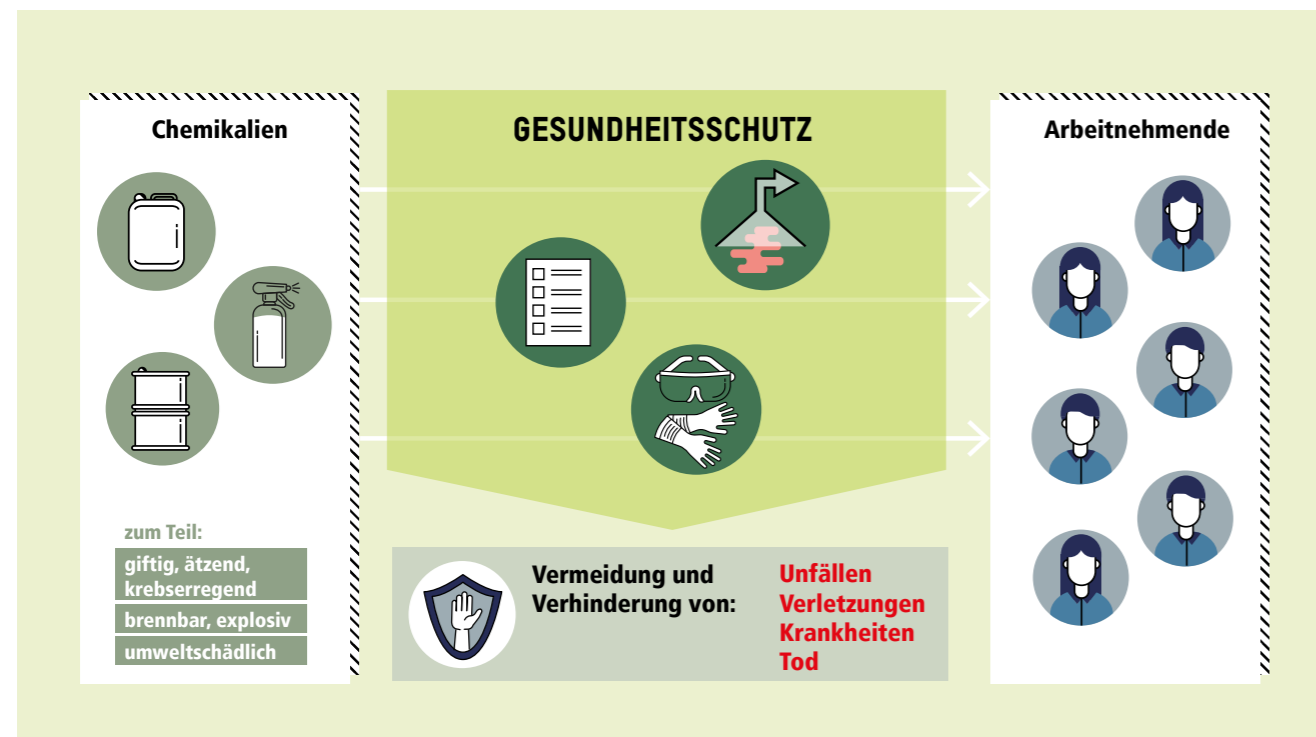 Chemikalien
zum Teil:
giftig, ätzend,
krebserregend
brennbar, explosiv
umweltschädlich
GESUNDHEITSSCHUTZ
Vermeidung und
Verhinderung von:
Unfällen
Verletzungen
Krankheiten
Tod
Arbeitnehmende